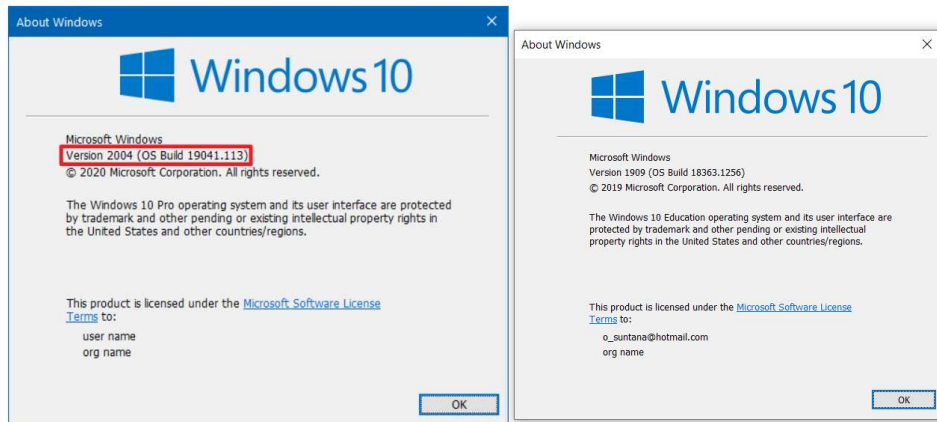 About Windows
Windows 10
Microsoft Windows
Version 2004 (OS Build 19041.113)
© 2020 Microsoft Corporation. All rights reserved.
The Windows 10 Pro operating system and its user interface are protected
by trademark and other pending or existing intellectual property rights in
the United States and other countries/regions.
This product is licensed under the Microsoft Software License
Terms to:
user name
org name
OK
About Windows
Windows 10
Microsoft Windows
Version 1909 (OS Build 18363.1256)
© 2019 Microsoft Corporation. All rights reserved.
The Windows 10 Education operating system and its user interface are
protected by trademark and other pending or existing intellectual
property rights in the United States and other countries/regions.
This product is licensed under the Microsoft Software License
Terms to:
o_suntana@hotmail.com
org name
OK